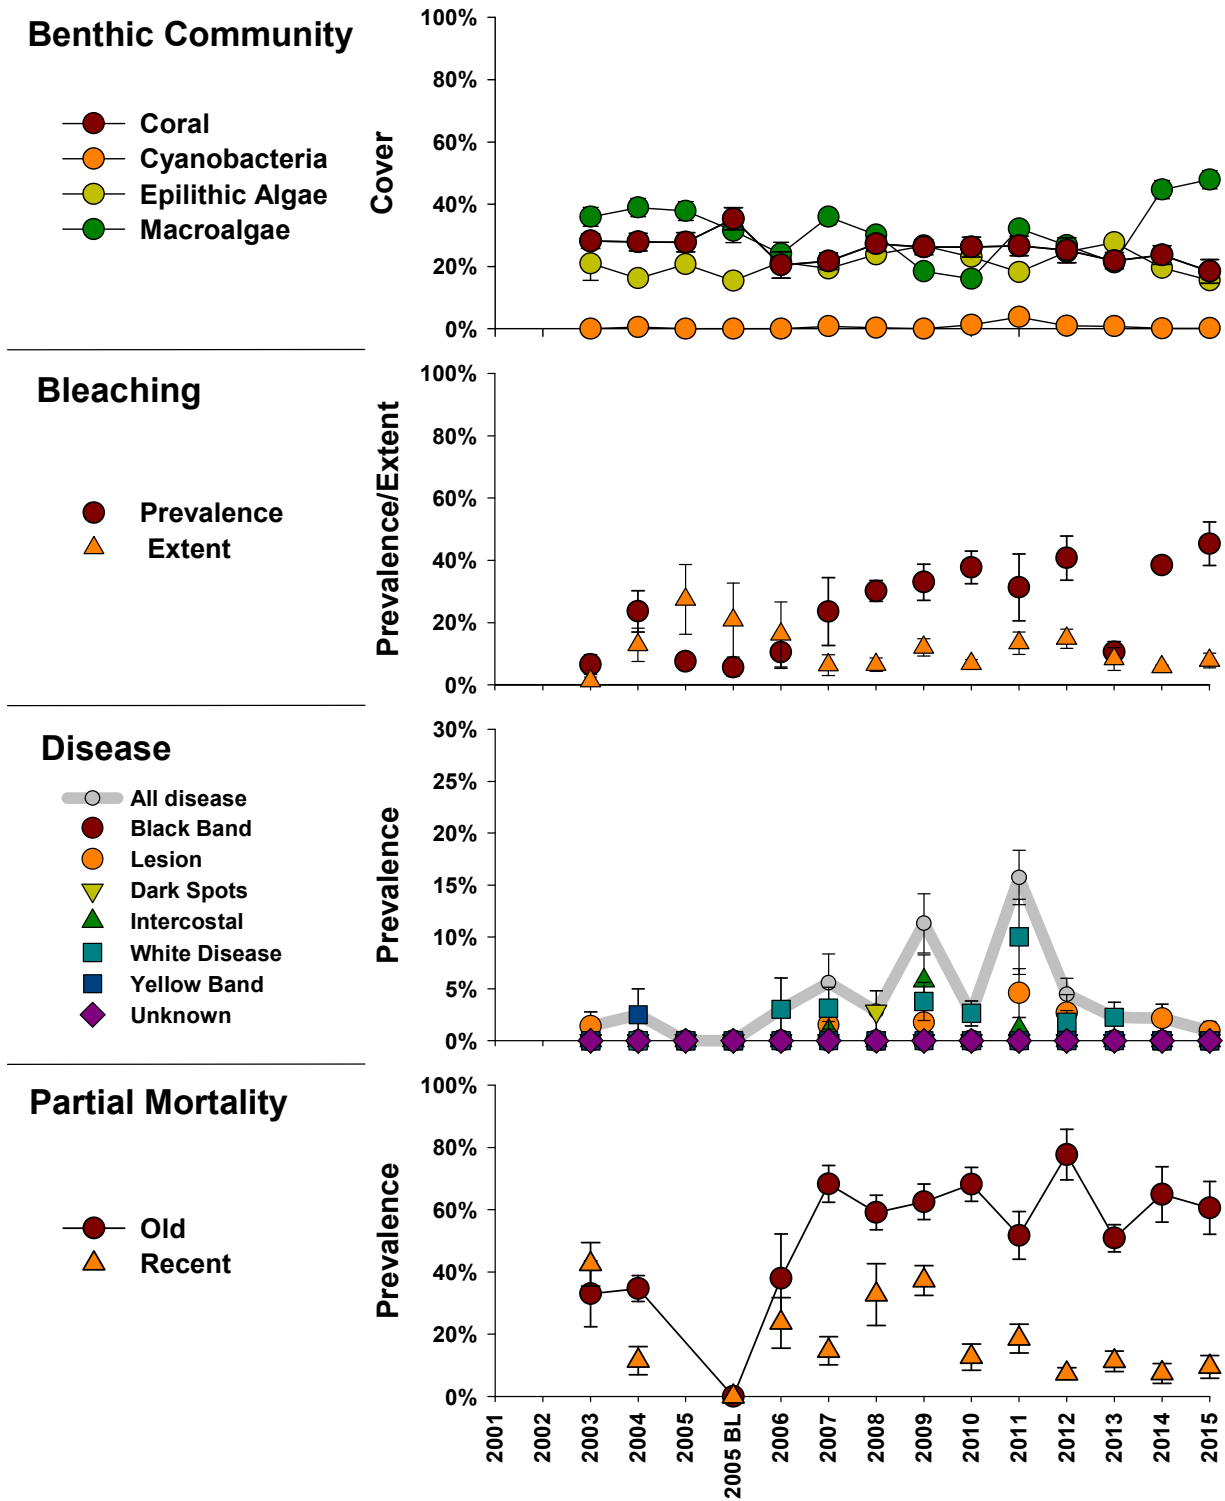 Benthic Community
Coral
Cyanobacteria
Epilithic Algae
Macroalgae
Cover
100%
80%
60%
40%
20%
0%
Bleaching
Prevalence
Extent
Prevalence/Extent
100%
80%
60%
40%
20%
0%
Disease
All disease
Black Band
Lesion
Dark Spots
Intercostal
White Disease
Yellow Band
Unknown
Prevalence
30%
25%
20%
15%
10%
5%
0%
Partial Mortality
Old
Recent
Prevalence
100%
80%
60%
40%
20%
0%
2001
2002
2003
2004
2005
2005 BL
2006
2007
2008
2009
2010
2011
2012
2013
2014
2015